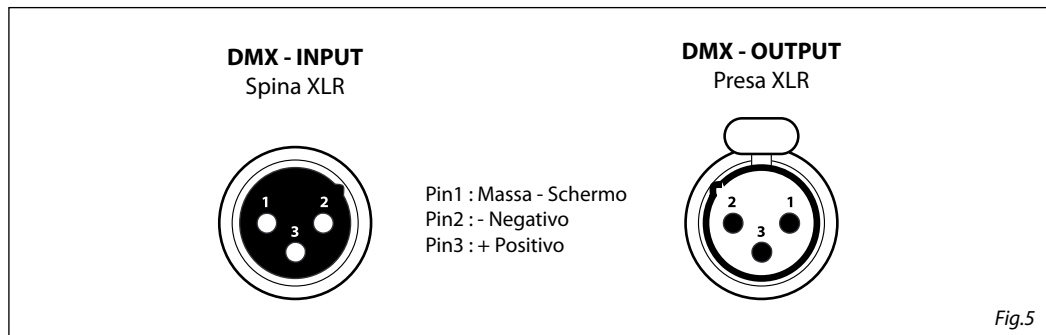 DMX - INPUT
Spina XLR
1
2
3
Pin1 : Massa - Schermo
Pin2 : - Negativo
Pin3 : + Positivo
DMX - OUTPUT
Presa XLR
2
1
3
Fig.5